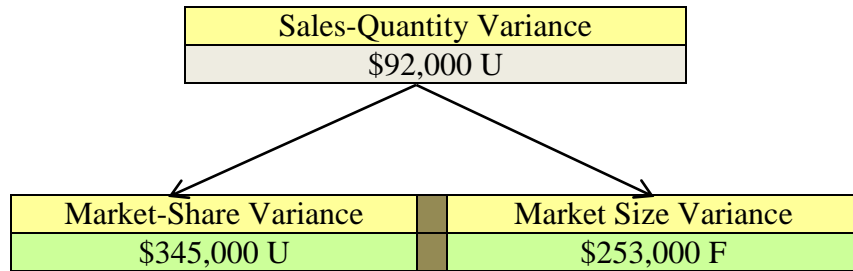 Sales-Quantity Variance
$92,000 U
Market-Share Variance
Market Size Variance
$345,000 U
$253,000 F